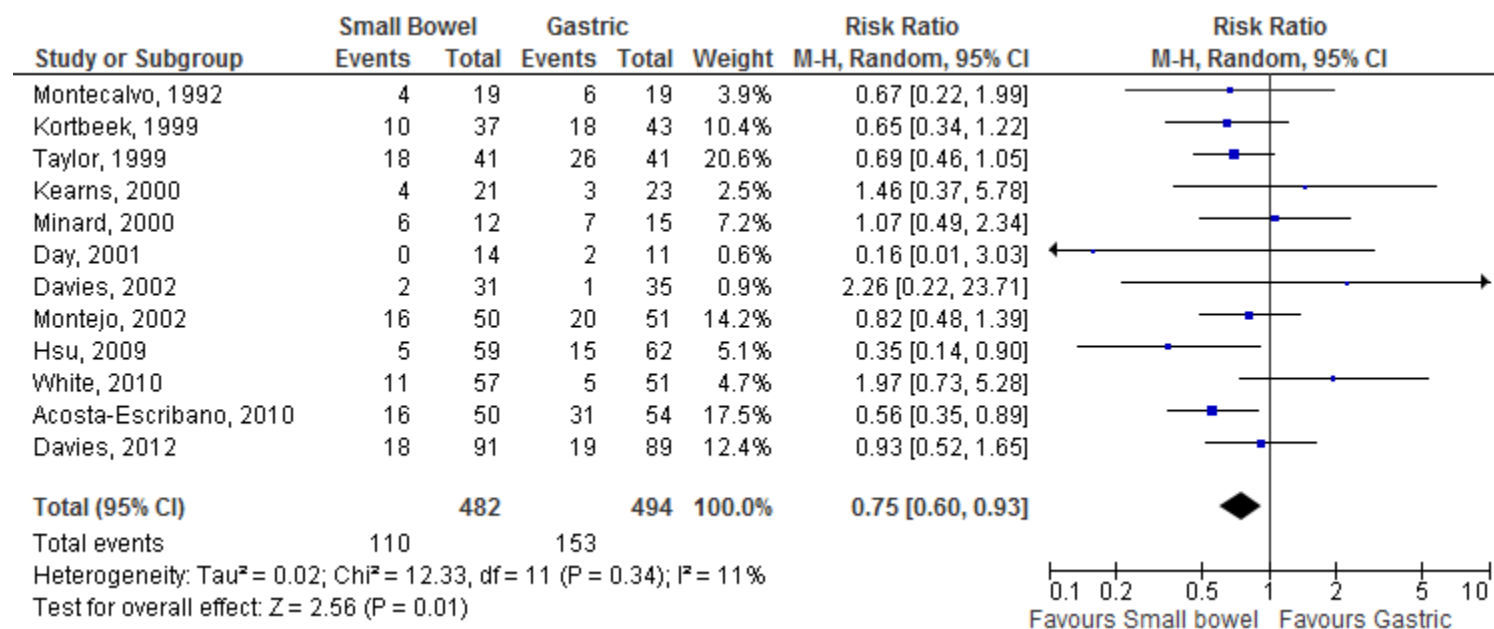 Small Bowel Gastric Risk Ratio Risk Ratio
Study or Subgroup Events Total Events Total Weight M-H, Random, 95% CI M-H, Random, 95% CI
Montecalvo, 1992 4 19 6 19 3.9% 0.67 [0.22, 1.99]
Kortbeek, 1999 10 37 18 43 10.4% 0.65 [0.34, 1.22]
Taylor, 1999 18 41 26 41 20.6% 0.69 [0.46, 1.05]
Kearns, 2000 4 21 3 23 2.5% 1.46 [0.37, 5.78]
Minard, 2000 6 12 7 15 7.2% 1.07 [0.49, 2.34]
Day, 2001 0 14 2 11 0.6% 0.16 [0.01, 3.03]
Davies, 2002 2 31 1 35 0.9% 2.26 [0.22, 23.71]
Montejo, 2002 16 50 20 51 14.2% 0.82 [0.48, 1.39]
Hsu, 2009 5 59 15 62 5.1% 0.35 [0.14, 0.90]
White, 2010 11 57 5 51 4.7% 1.97 [0.73, 5.28]
Acosta-Escribano, 2010 16 50 31 54 17.5% 0.56 [0.35, 0.89]
Davies, 2012 18 91 19 89 12.4% 0.93 [0.52, 1.65]
Total (95% CI) 482 494 100.0% 0.75 [0.60, 0.93]
Total events 110 153
Heterogeneity: Tau² = 0.02; Chi² = 12.33, df = 11 (P = 0.34); I² = 11%
Test for overall effect: Z = 2.56 (P = 0.01)
0.1 0.2 0.5 1 2 5 10
Favours Small bowel Favours Gastric